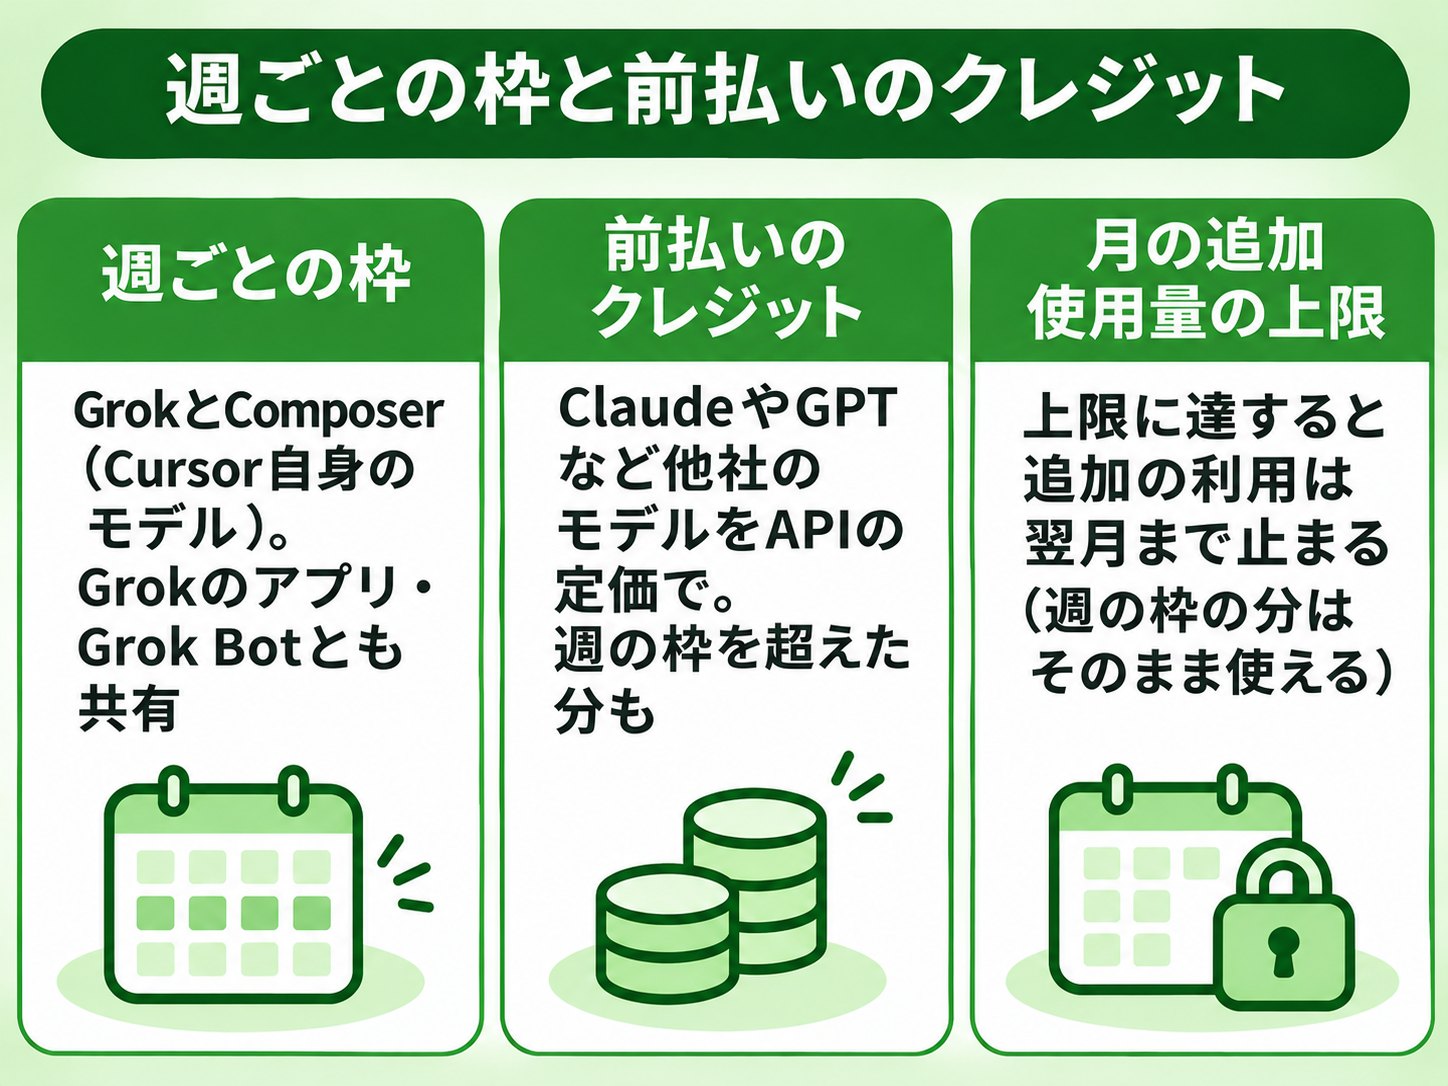 週ごとの枠と前払いのクレジット
週ごとの枠
GrokとComposer
（Cursor自身の
モデル）。
Grokのアプリ・
Grok Botとも
共有
前払いの
クレジット
ClaudeやGPT
など他社の
モデルをAPIの
定価で。
週の枠を超えた
分も
月の追加
使用量の上限
上限に達すると
追加の利用は
翌月まで止まる
（週の枠の分は
そのまま使える）